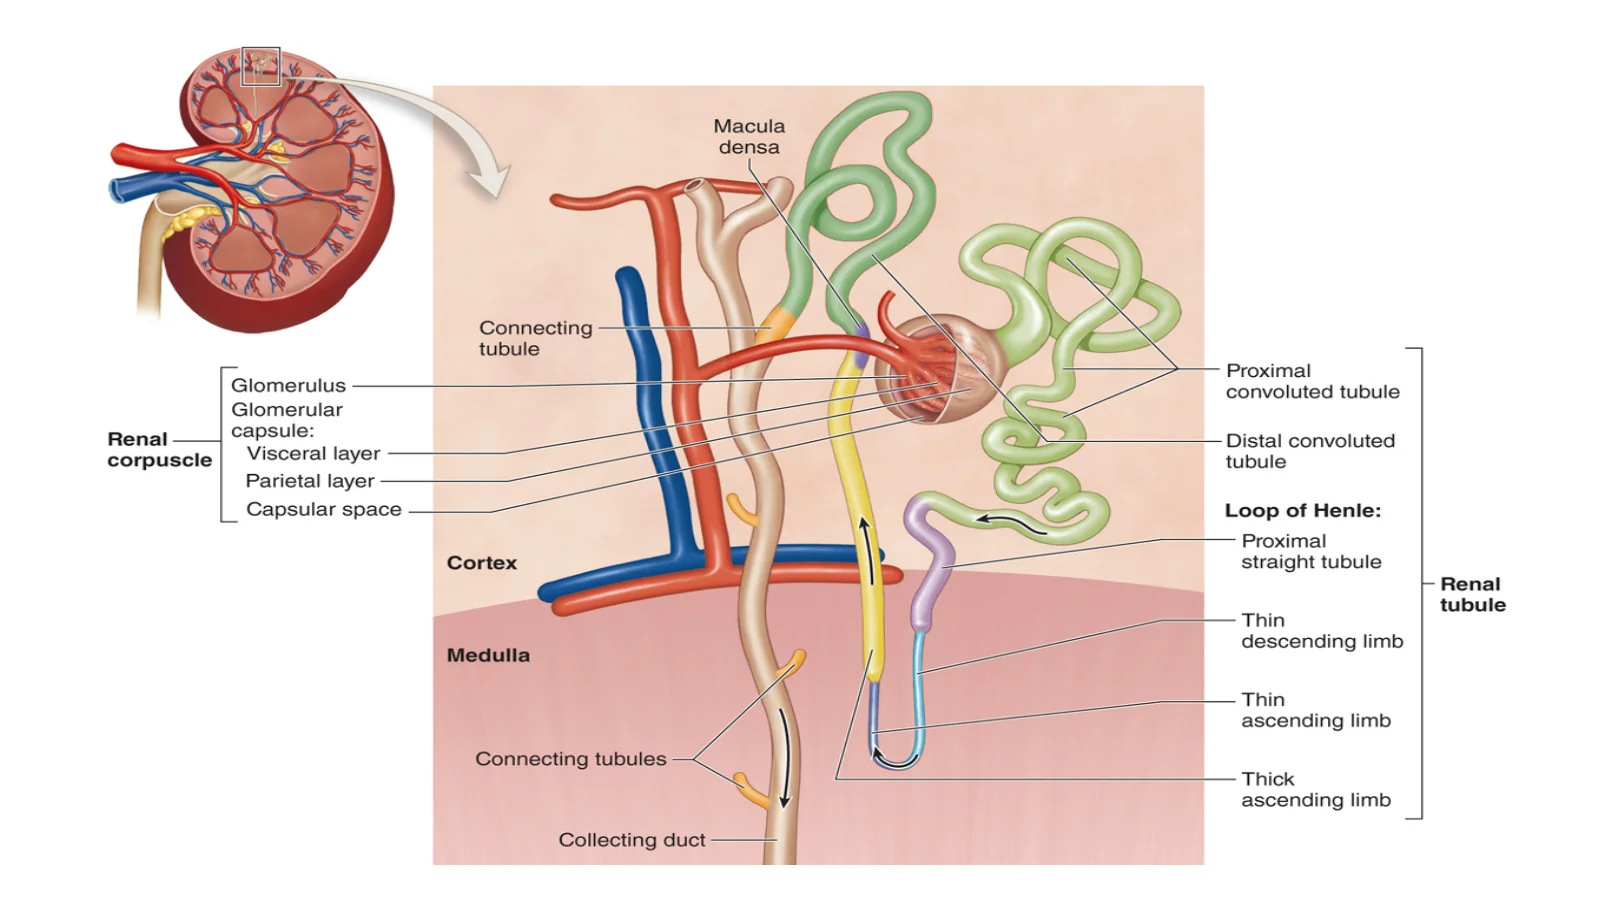 Macula
densa
Connecting
tubule
Glomerulus
Glomerular
capsule:
Visceral layer
Parietal layer
Capsular space
Renal
corpuscle
Cortex
Medulla
Connecting tubules
Collecting duct
Proximal
convoluted tubule
Distal convoluted
tubule
Loop of Henle:
Proximal
straight tubule
Thin
descending limb
Thin
ascending limb
Thick
ascending limb
Renal
tubule